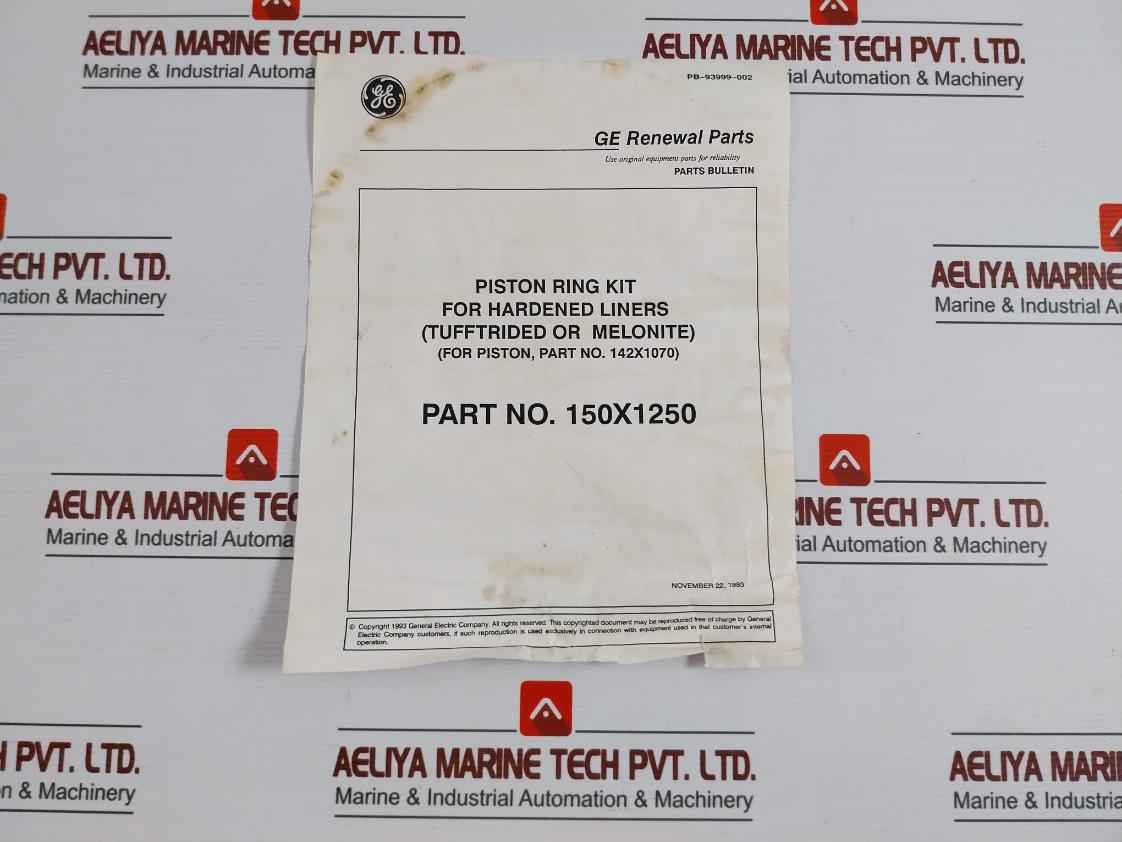 AELIYA MARINE TECH PVT. LTD.
Marine & Industrial Automa
AELIYA MARINE TECH PVT. LTD.
ial Automation & Machinery
GE
PB-93999-002
GE Renewal Parts
Use original equipment parts for reliability
PARTS BULLETIN
ECH PVT. LTD.
mation & Machinery
AELIYA MARINE
Marine & Industrial Au
PISTON RING KIT
FOR HARDENED LINERS
(TUFFTRIDED OR MELONITE)
(FOR PISTON, PART NO. 142X1070)
PART NO. 150X1250
AELIYA MARINE TEC
Marine & Industrial Automa
INE TECH PVT. LTD.
ial Automation & Machinery
NOVEMBER 22, 1993
© Copyright 1993 General Electric Company. All rights reserved. This copyrighted document may be reproduced free of charge by General
Electric Company customers, if such reproduction is used exclusively in connection with equipment used in that customer's internal
operation.
H PVT. LTD.
n & Machinery
AELIYA MARINE TECH PVT. LTD.
Marine & Industrial Automation & Machinery
AELIYA MARI
Marine & Industria